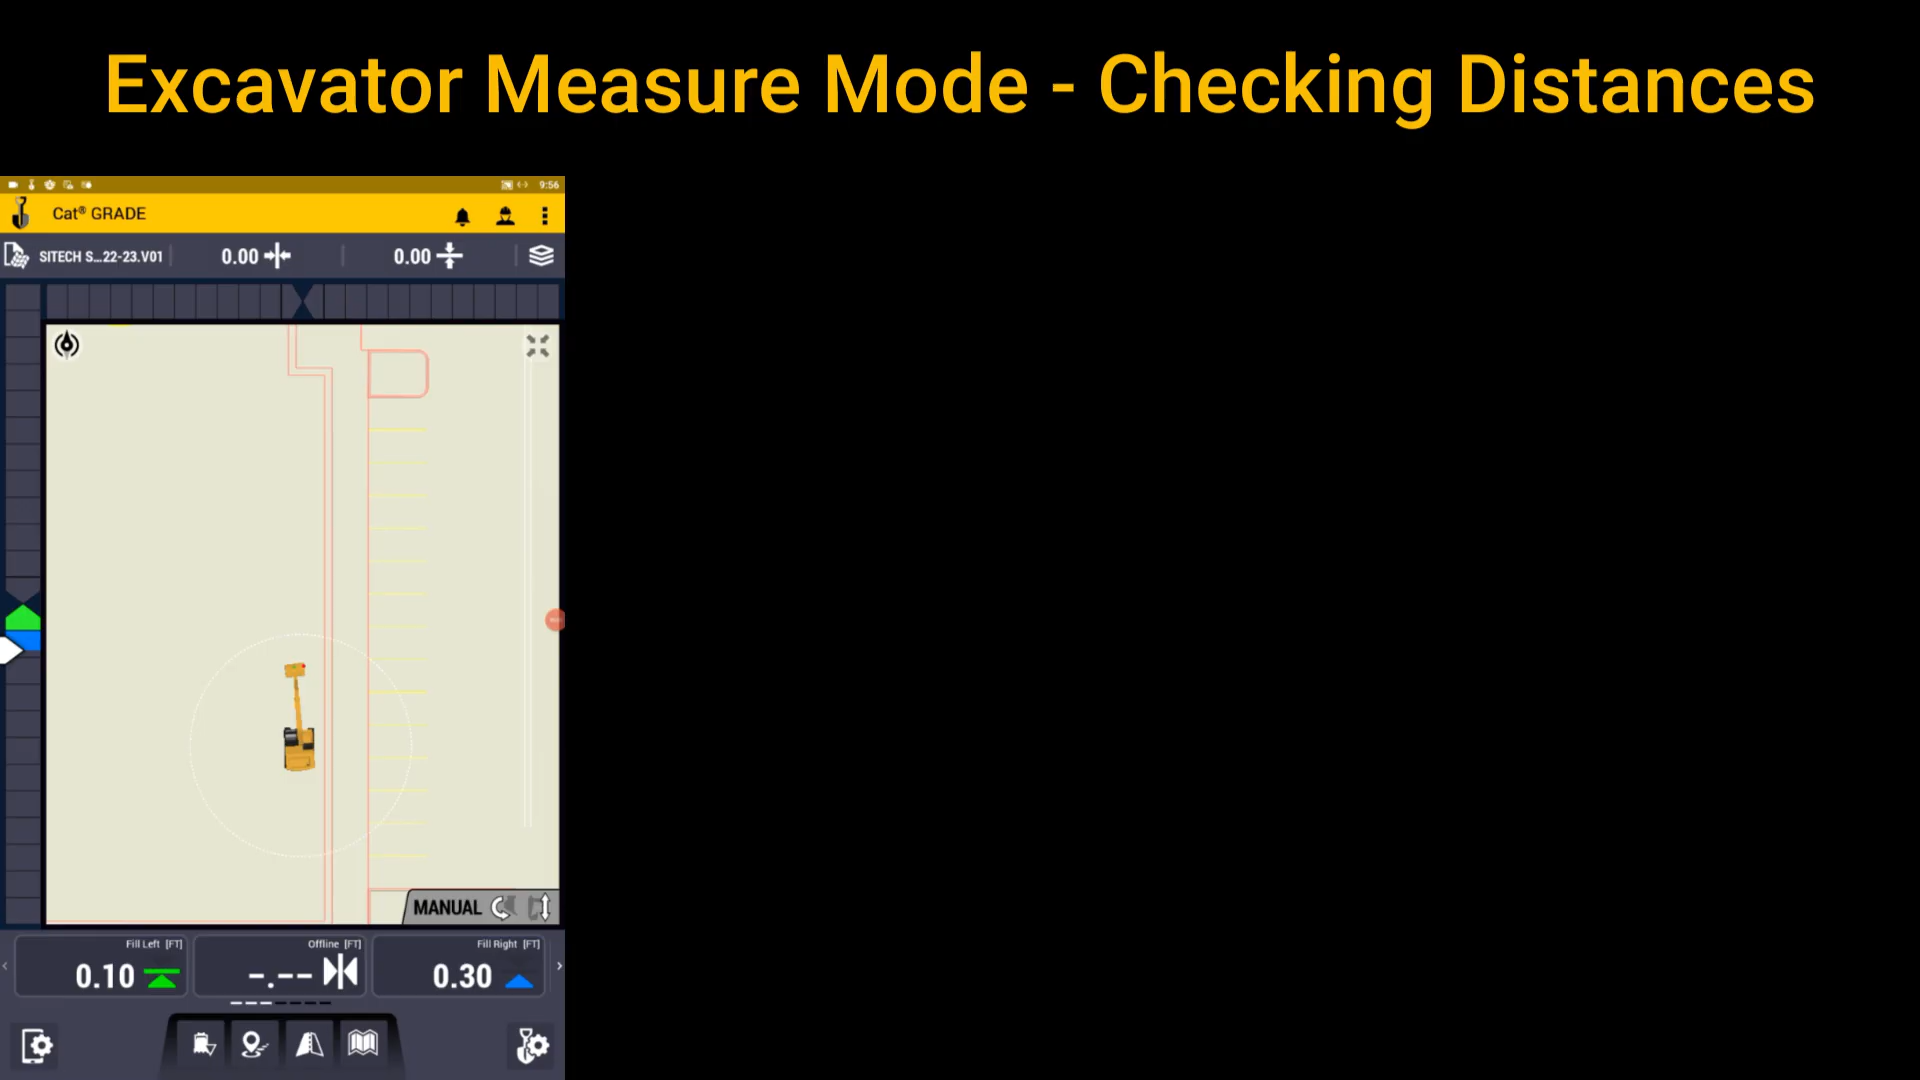 Excavator Measure Mode - Checking Distances
9:56
Cat® GRADE
SITECH S...22-23.V01
0.00
0.00
MANUAL
Fill Left [FT]
Offline [FT]
Fill Right [FT]
0.10
-.--
0.30